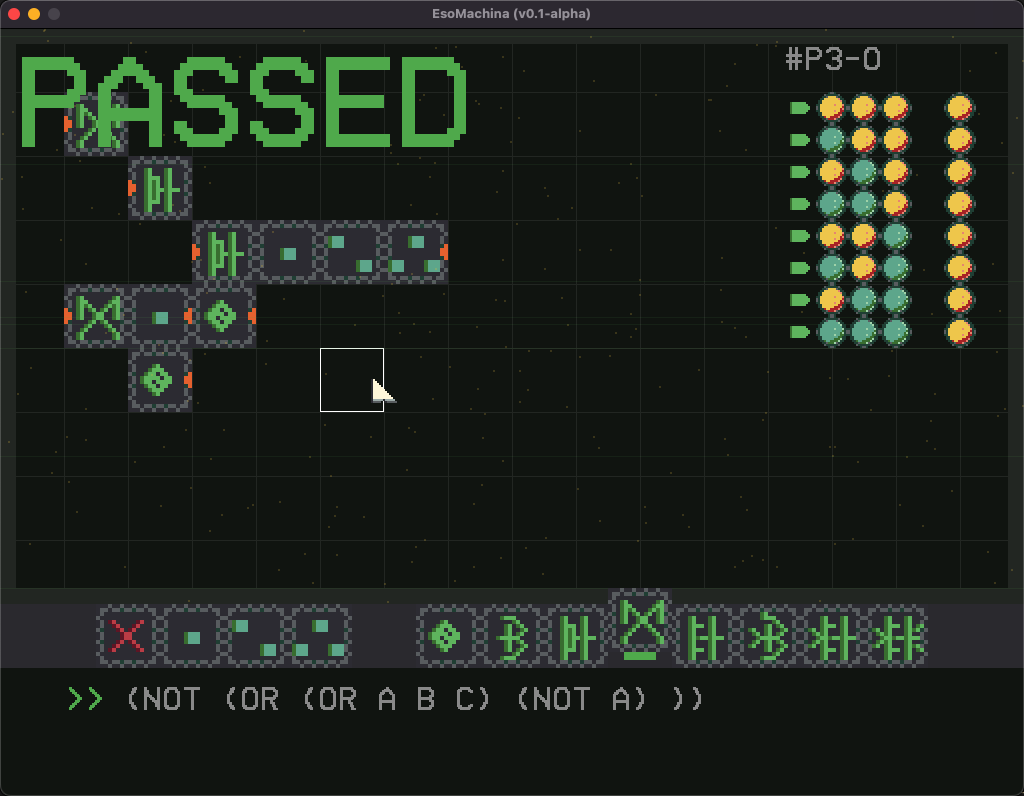 EsoMachina (v0.1-alpha)
PASSED
#P3-0
>> (NOT (OR (OR A B C) (NOT A) ))